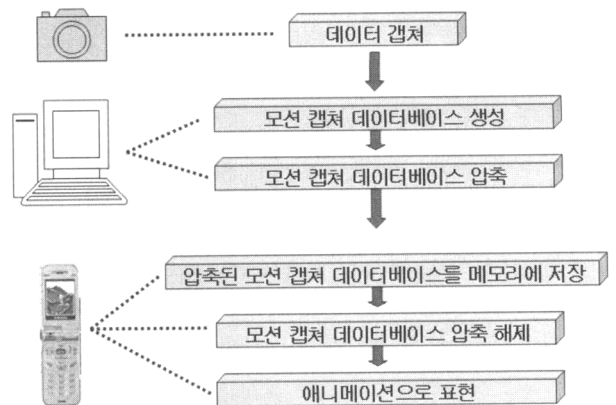 데이터 갭쳐
모션 캡쳐 데이터베이스 생성
모션 캡쳐 데이터베이스 압축
압축된 모션 캡쳐 데이터베이스를 메모리에 저장
모션 캡쳐 데이터베이스 압축 해제
애니메이션으로 표현